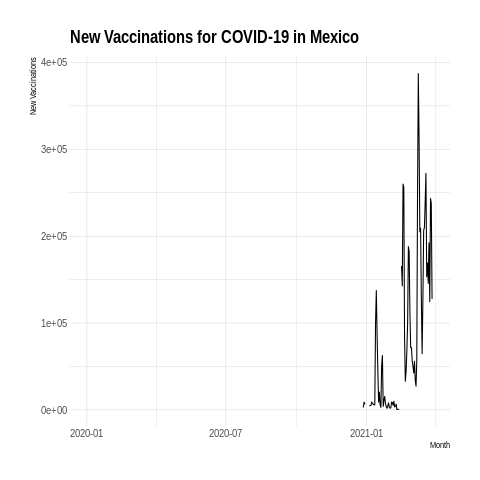 New Vaccinations for COVID-19 in Mexico
New Vaccinations
4e+05
3e+05
2e+05
1e+05
0e+00
2020-01 2020-07 2021-01
Month